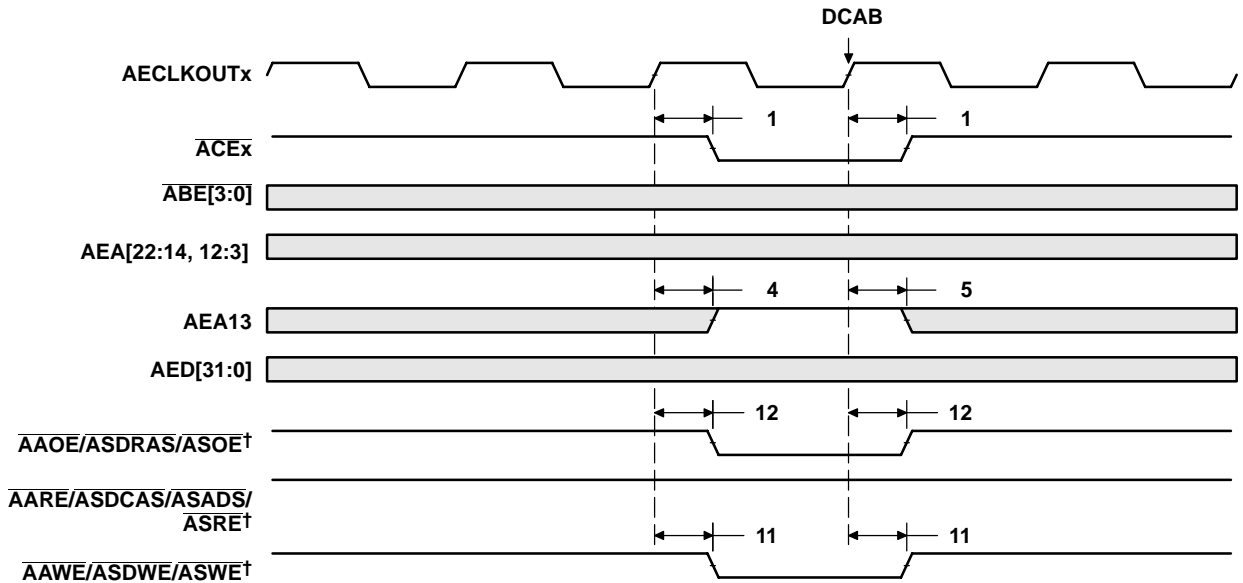 DCAB
AECLKOUTx
1 1
ACEx
ABE[3:0]
AEA[22:14, 12:3]
4 5
AEA13
AED[31:0]
12 12
AAOE/ASDRAS/ASOE†
AARE/ASDCAS/ASADS/
ASRE†
11 11
AAWE/ASDWE/ASWE†